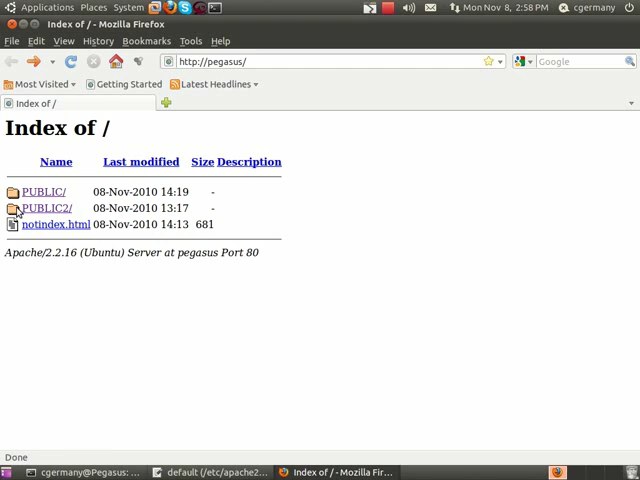 Applications Places System Mon Nov 8, 2:58 PM cgermany
Index of / - Mozilla Firefox
File Edit View History Bookmarks Tools Help
http://pegasus/ Google
Most Visited Getting Started Latest Headlines
Index of /
Index of /
Name Last modified Size Description
PUBLIC/ 08-Nov-2010 14:19 -
PUBLIC2/ 08-Nov-2010 13:17 -
notindex.html 08-Nov-2010 14:13 681
Apache/2.2.16 (Ubuntu) Server at pegasus Port 80
Done
cgermany@Pegasus: ... default (/etc/apache2... Index of / - Mozilla Fir...